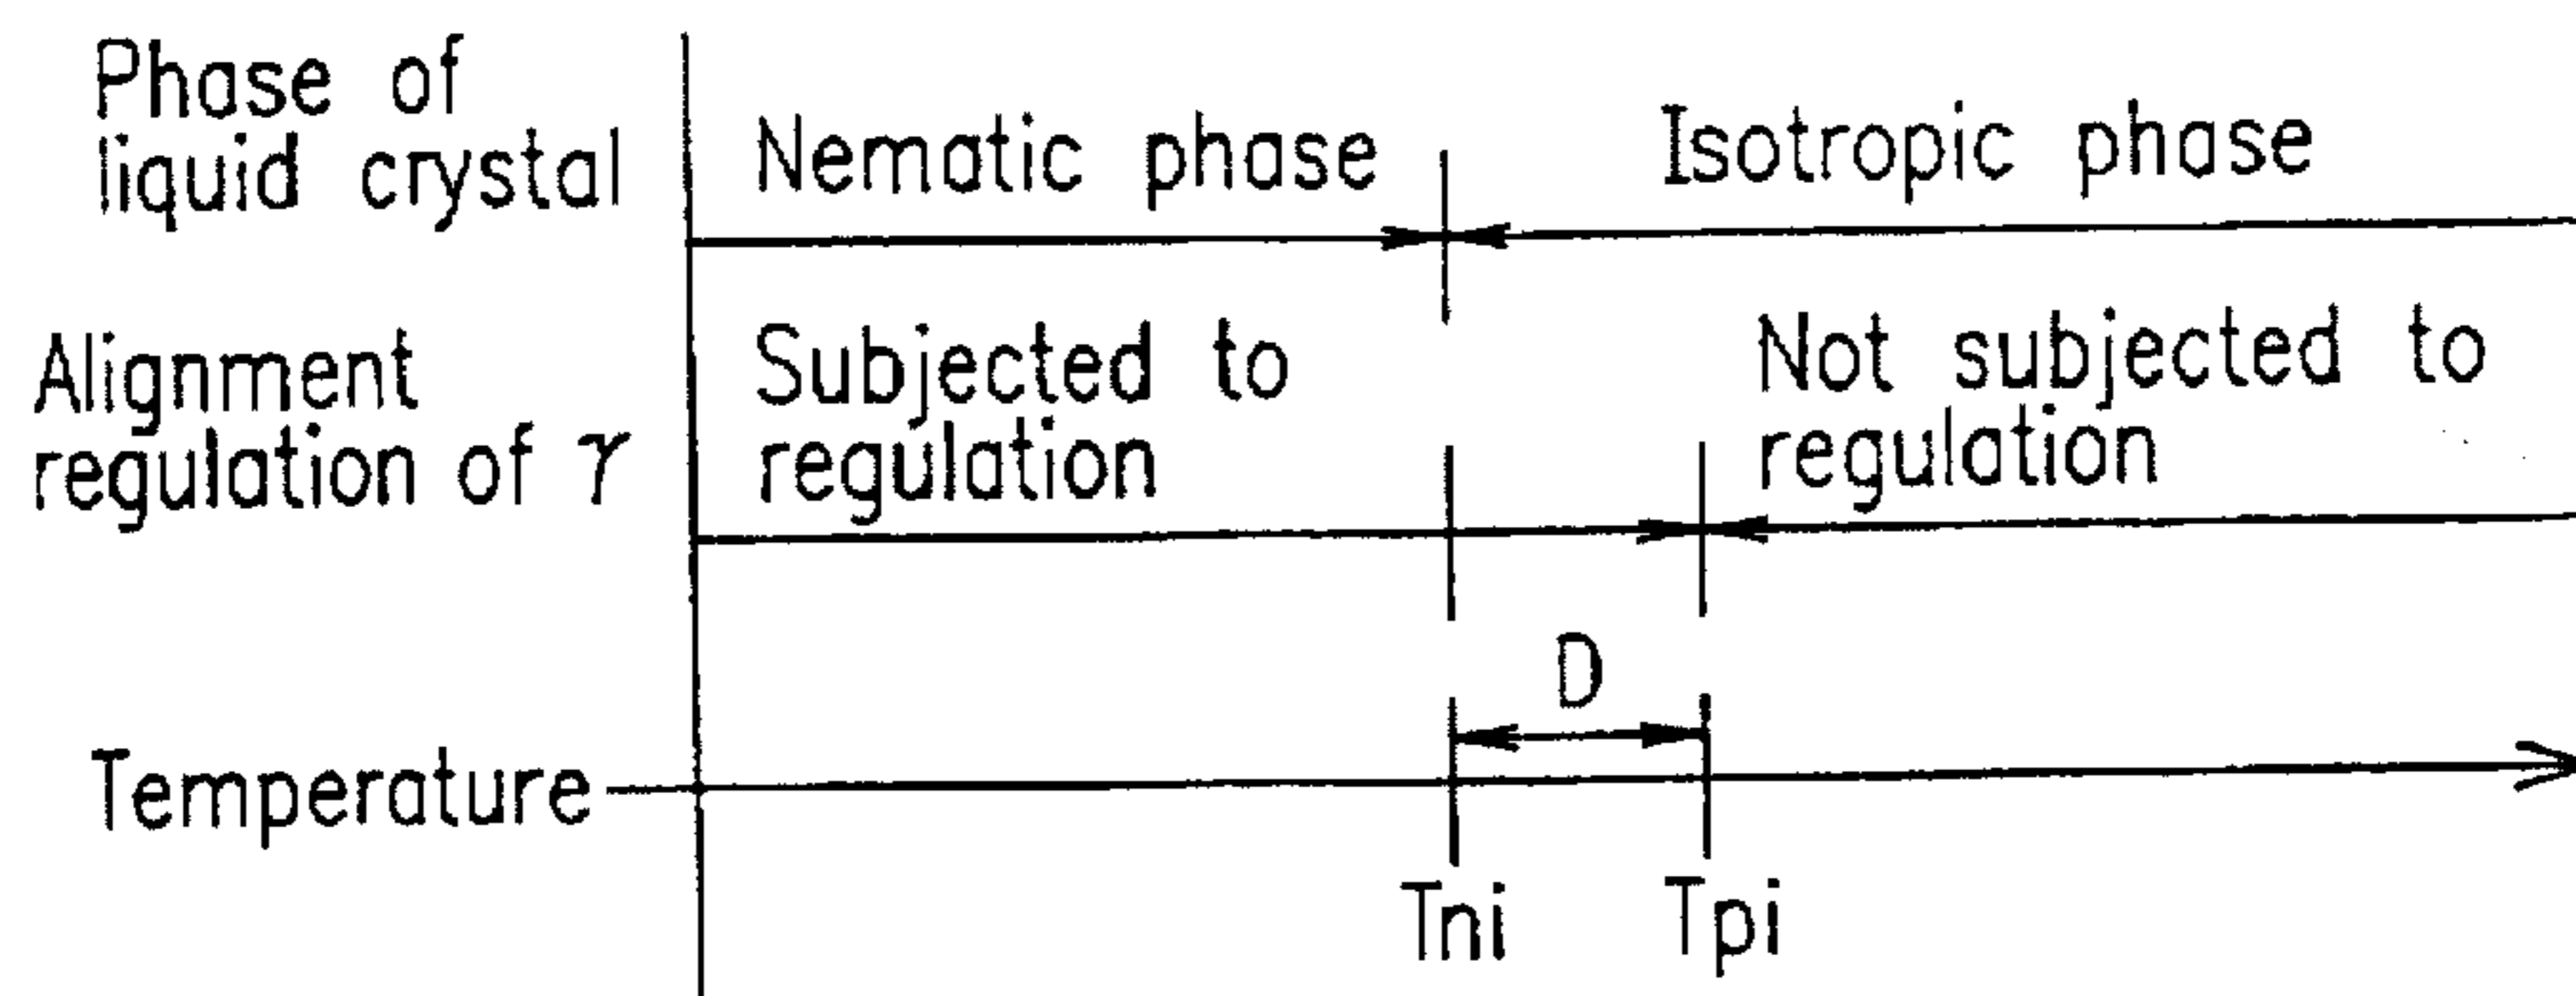 Phase of
liquid crystal
Nematic phase
Isotropic phase
Alignment
regulation of γ
Subjected to
regulation
Not subjected to
regulation
D
Temperature
Tni
Tpi